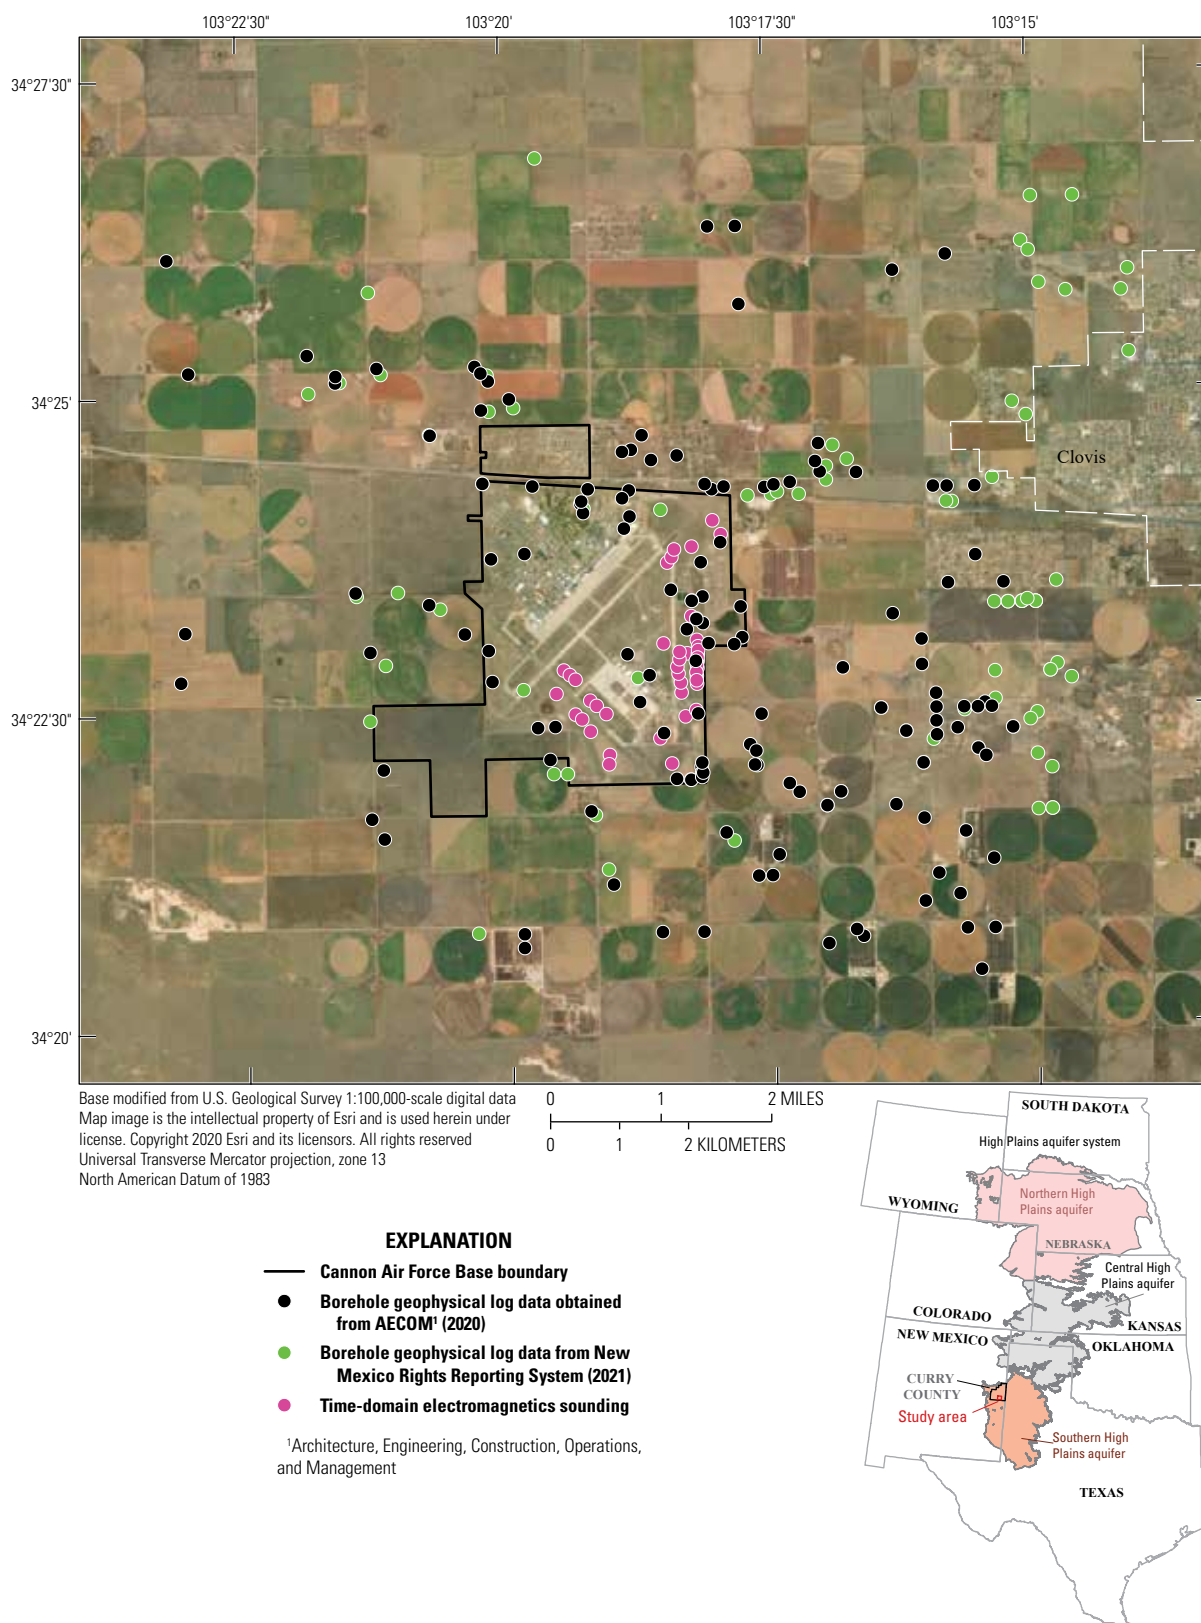 103°22'30"
103°20'
103°17'30"
103°15'
34°27'30"
34°25'
34°22'30"
34°20'
Clovis
Base modified from U.S. Geological Survey 1:100,000-scale digital data
Map image is the intellectual property of Esri and is used herein under
license. Copyright 2020 Esri and its licensors. All rights reserved
Universal Transverse Mercator projection, zone 13
North American Datum of 1983
0 1 2 MILES
0 1 2 KILOMETERS
EXPLANATION
Cannon Air Force Base boundary
Borehole geophysical log data obtained
from AECOM¹ (2020)
Borehole geophysical log data from New
Mexico Rights Reporting System (2021)
Time-domain electromagnetics sounding
¹Architecture, Engineering, Construction, Operations,
and Management
SOUTH DAKOTA
High Plains aquifer system
Northern High
Plains aquifer
WYOMING
NEBRASKA
Central High
Plains aquifer
COLORADO
KANSAS
NEW MEXICO
OKLAHOMA
CURRY
COUNTY
Study area
Southern High
Plains aquifer
TEXAS